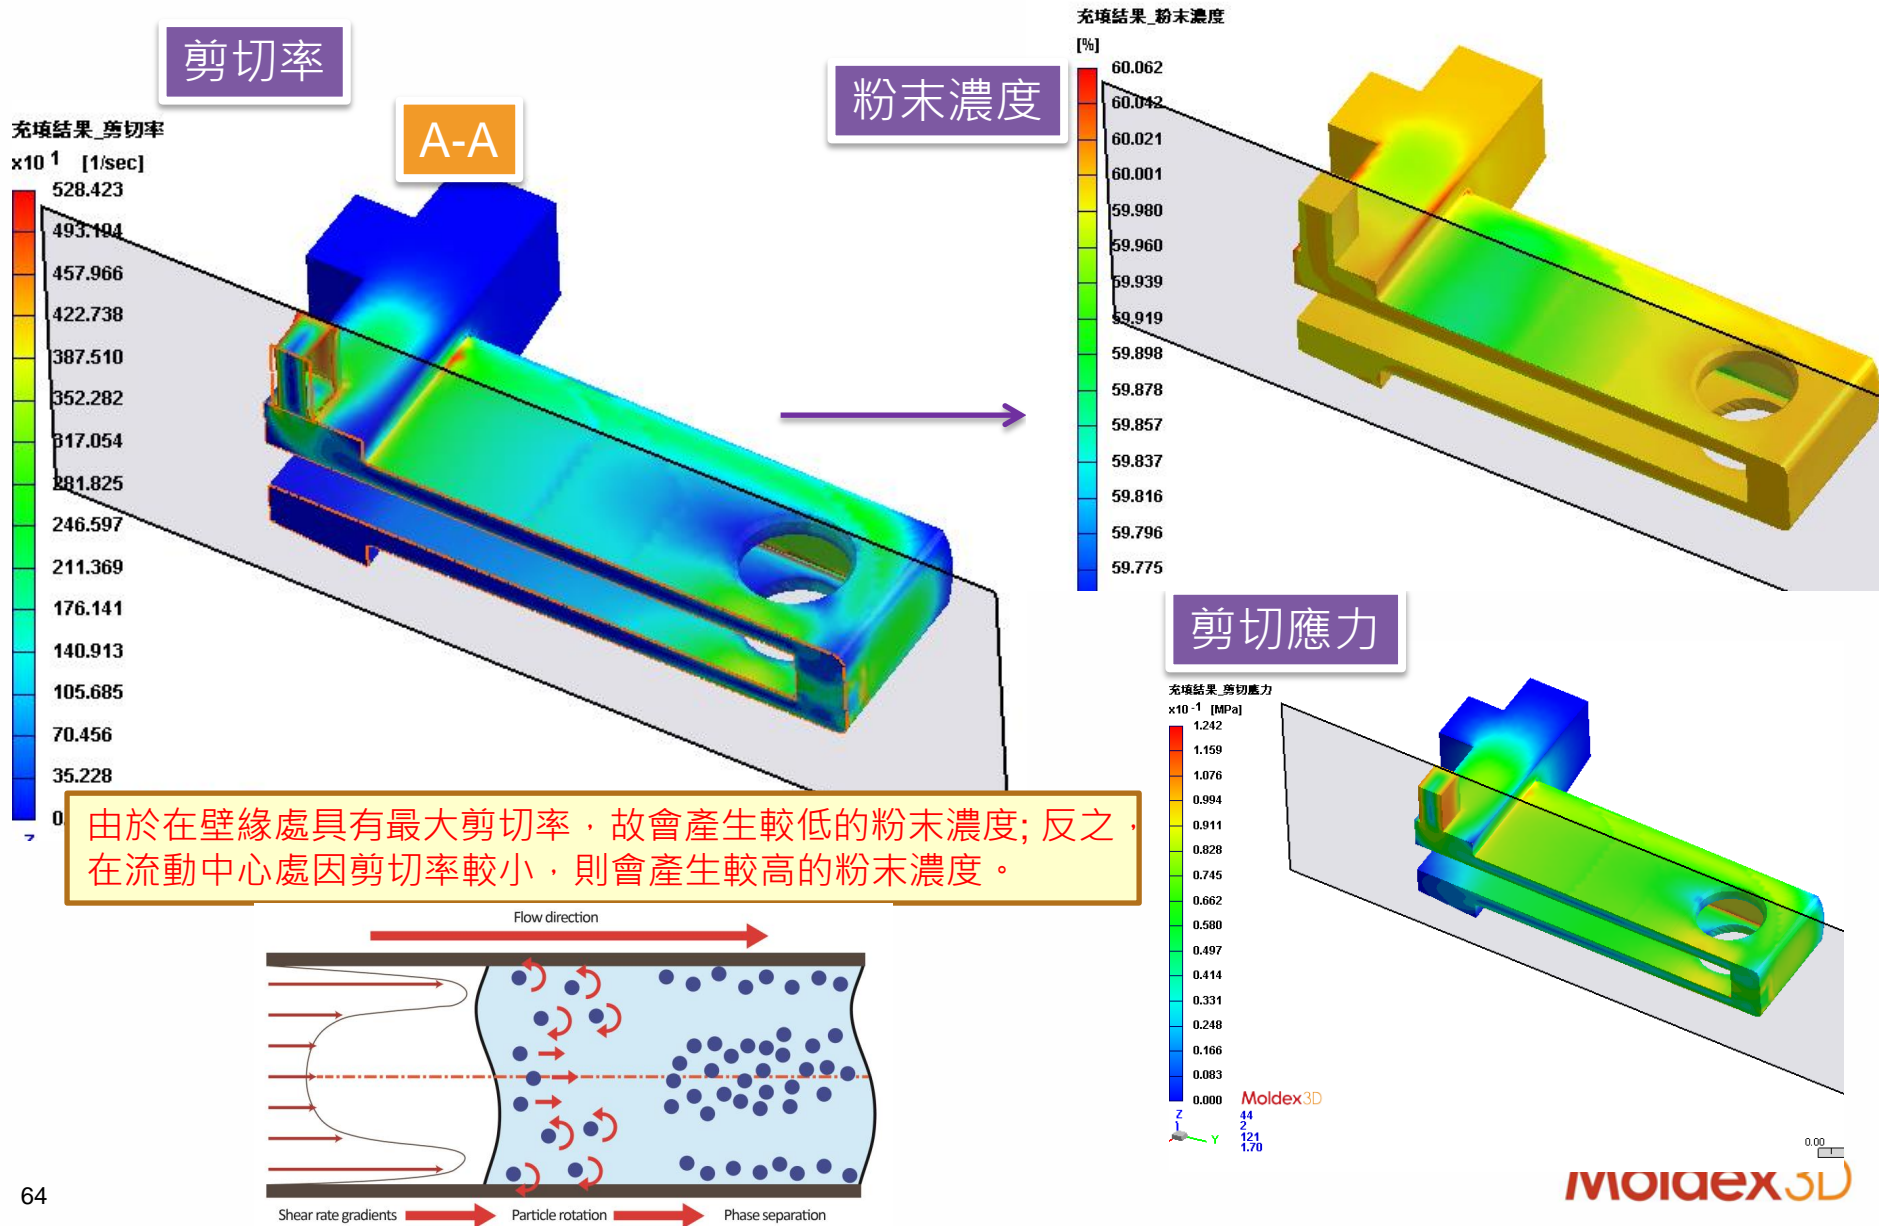 剪切率
A-A
充填結果_剪切率
x10 1 [1/sec]
528.423
493.194
457.966
422.738
387.510
352.282
317.054
281.825
246.597
211.369
176.141
140.913
105.685
70.456
35.228
粉末濃度
充填結果_粉末濃度
[%]
60.062
60.042
60.021
60.001
59.980
59.960
59.939
59.919
59.898
59.878
59.857
59.837
59.816
59.796
59.775
剪切應力
充填結果_剪切應力
x10 -1 [MPa]
1.242
1.159
1.076
0.994
0.911
0.828
0.745
0.662
0.580
0.497
0.414
0.331
0.248
0.166
0.083
0.000
Moldex3D
Z
Y
44
2
121
1.70
0.00
由於在壁緣處具有最大剪切率，故會產生較低的粉末濃度; 反之，
在流動中心處因剪切率較小，則會產生較高的粉末濃度。
Flow direction
Shear rate gradients
Particle rotation
Phase separation
64
Moldex3D